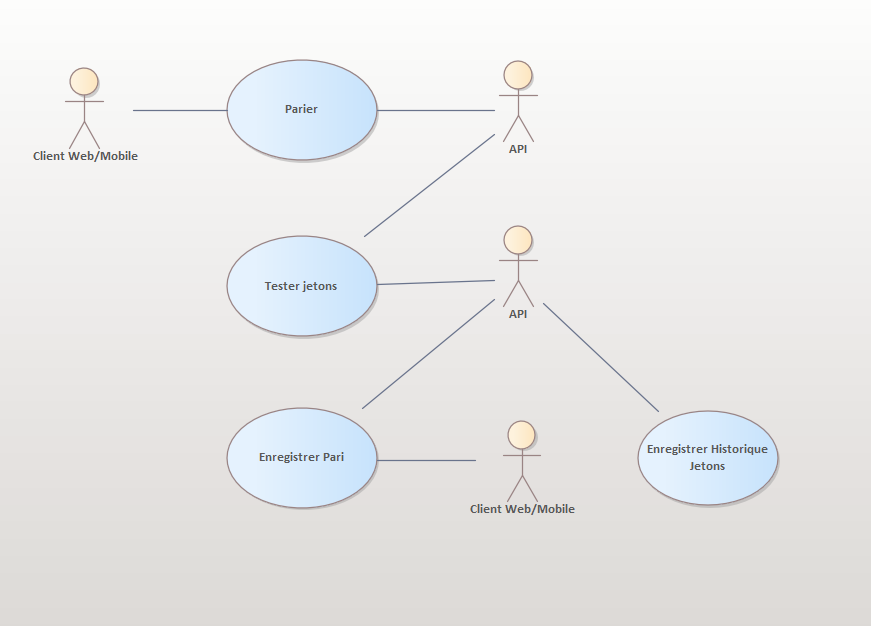 Parier
API
Client Web/Mobile
Tester jetons
API
Enregistrer Pari
Enregistrer Historique
Jetons
Client Web/Mobile